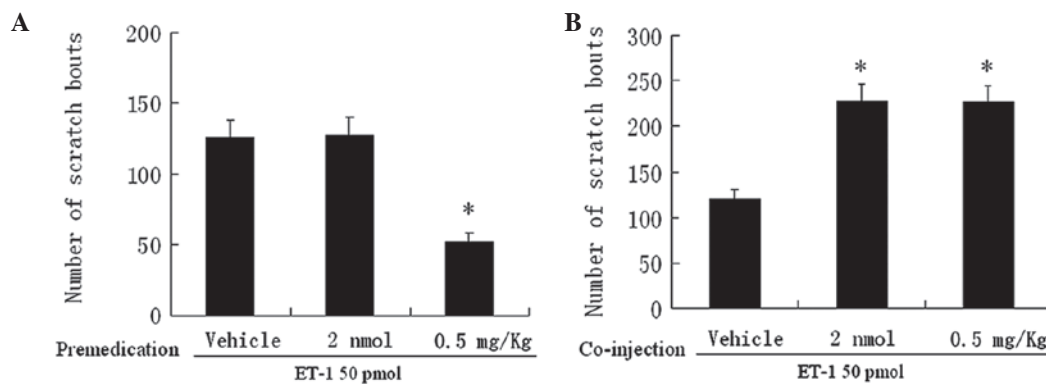 A
Number of scratch bouts
200
150
100
50
0
*
Premedication Vehicle 2 nmol 0.5 mg/Kg
ET-1 50 pmol
B
Number of scratch bouts
300
250
200
150
100
50
0
* *
Co-injection Vehicle 2 nmol 0.5 mg/Kg
ET-1 50 pmol